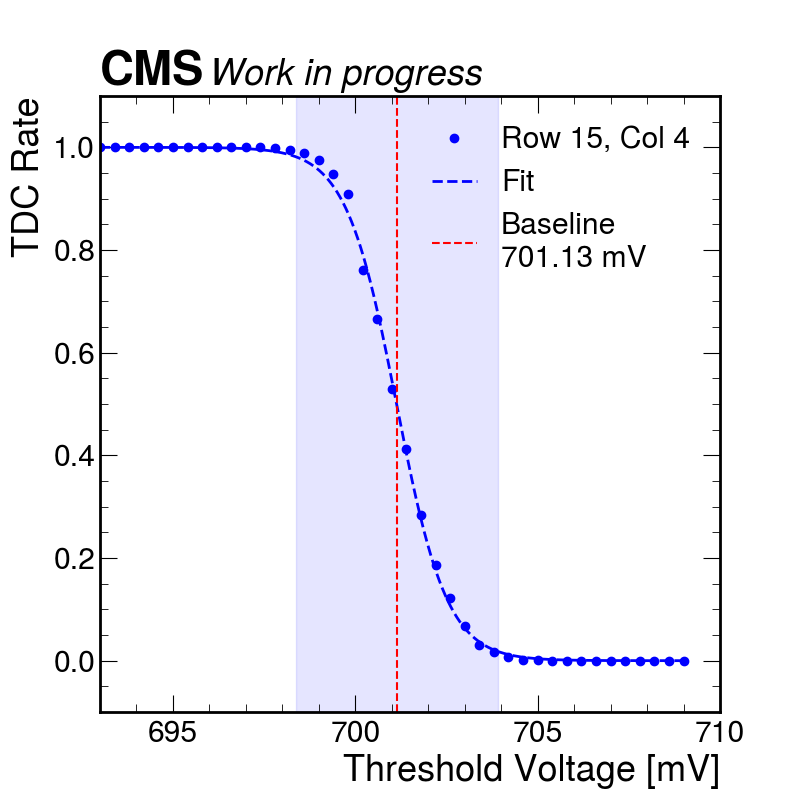 CMS Work in progress
TDC Rate
1.0
0.8
0.6
0.4
0.2
0.0
Row 15, Col 4
Fit
Baseline
701.13 mV
695 700 705 710
Threshold Voltage [mV]